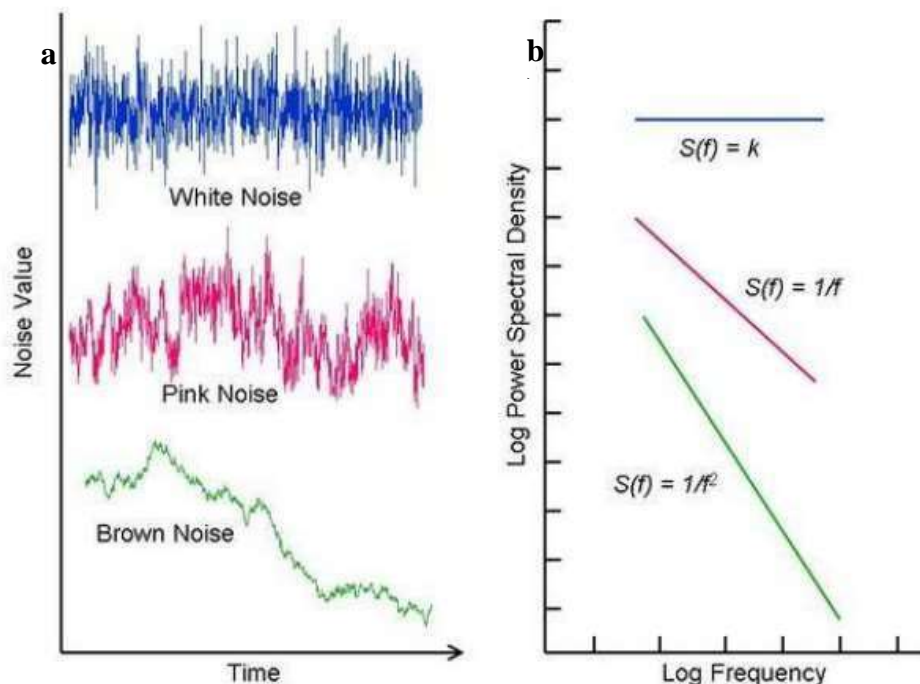 a
White Noise
Pink Noise
Brown Noise
Noise Value
Time
b
S(f) = k
S(f) = 1/f
S(f) = 1/f²
Log Power Spectral Density
Log Frequency